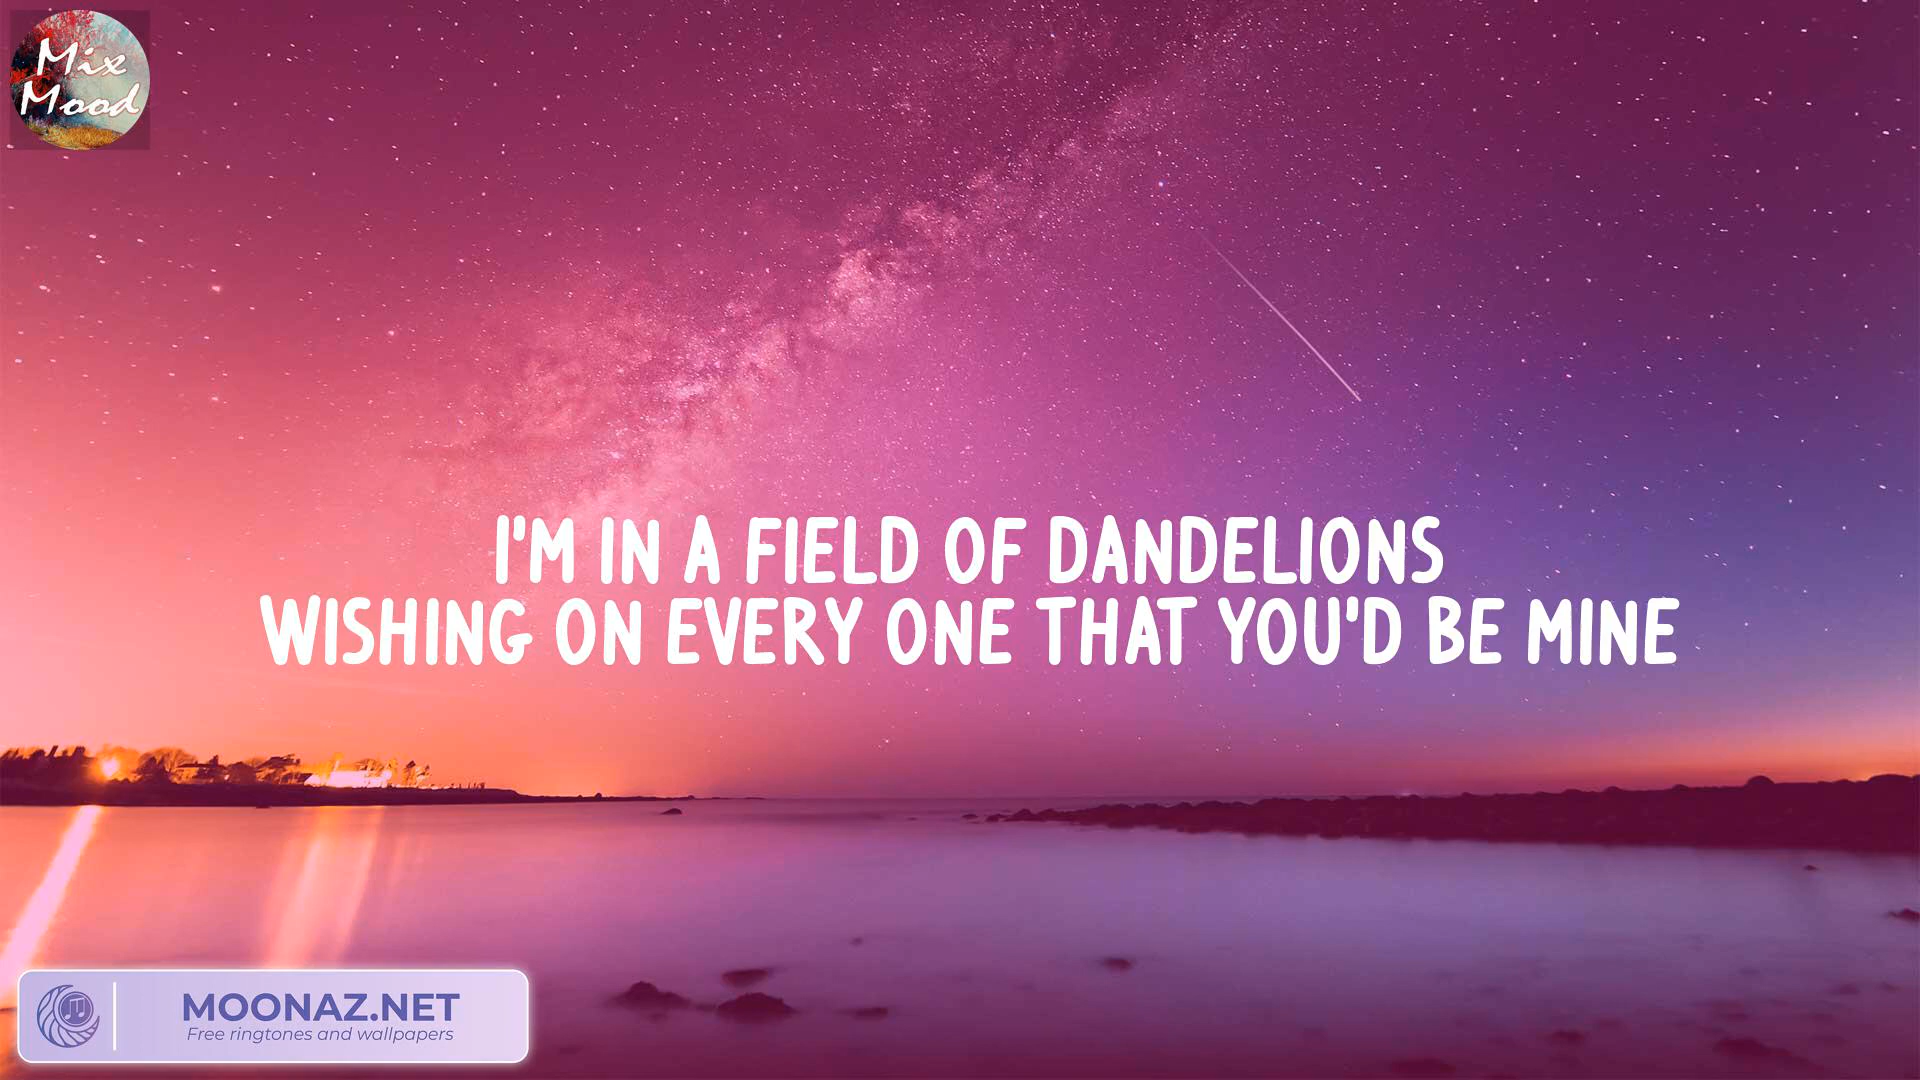 Mix
Mood
I'M IN A FIELD OF DANDELIONS
WISHING ON EVERY ONE THAT YOU'D BE MINE
MOONAZ.NET
Free ringtones and wallpapers